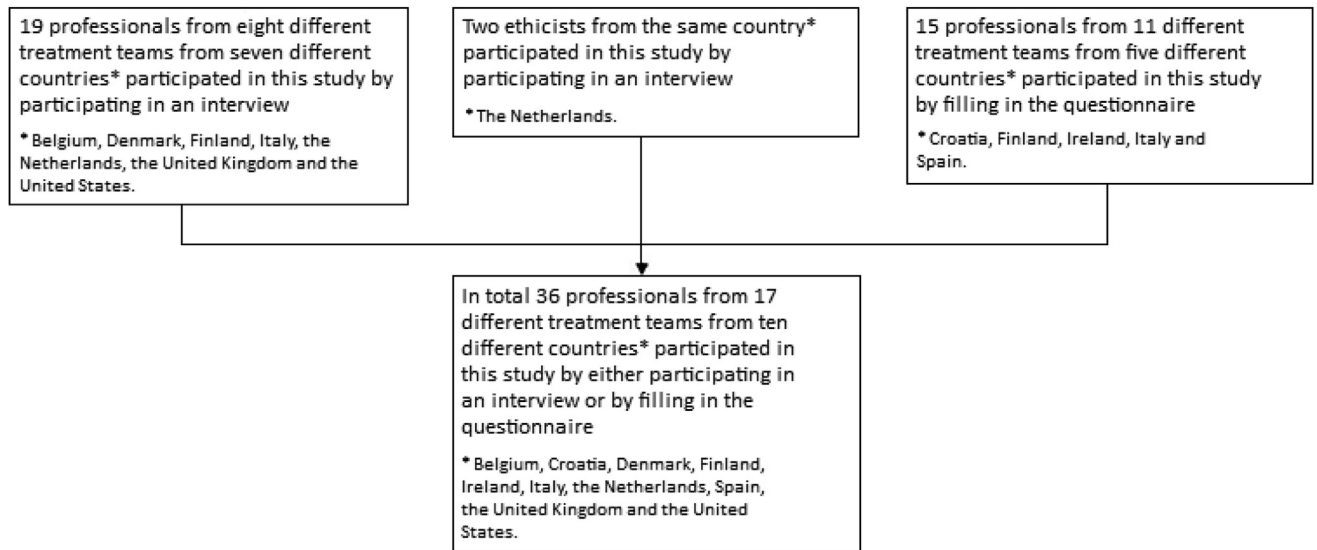 19 professionals from eight different
treatment teams from seven different
countries* participated in this study by
participating in an interview
* Belgium, Denmark, Finland, Italy, the
Netherlands, the United Kingdom and the
United States.
Two ethicists from the same country*
participated in this study by
participating in an interview
* The Netherlands.
15 professionals from 11 different
treatment teams from five different
countries* participated in this study
by filling in the questionnaire
* Croatia, Finland, Ireland, Italy and
Spain.
In total 36 professionals from 17
different treatment teams from ten
different countries* participated in
this study by either participating in
an interview or by filling in the
questionnaire
* Belgium, Croatia, Denmark, Finland,
Ireland, Italy, the Netherlands, Spain,
the United Kingdom and the United
States.